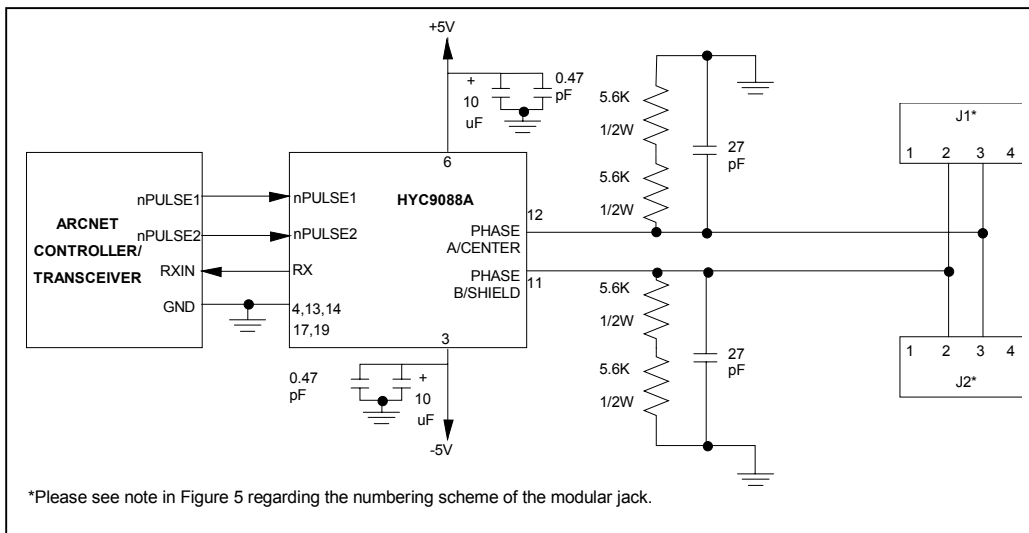 +5V
+
10
uF
0.47
pF
5.6K
1/2W
5.6K
1/2W
27
pF
J1*
1 2 3 4
6
HYC9088A
ARCNET
CONTROLLER/
TRANSCEIVER
nPULSE1
nPULSE2
RXIN
GND
nPULSE1
nPULSE2
RX
4,13,14
17,19
PHASE
A/CENTER
12
PHASE
B/SHIELD
11
3
0.47
pF
+
10
uF
-5V
5.6K
1/2W
5.6K
1/2W
27
pF
1 2 3 4
J2*
*Please see note in Figure 5 regarding the numbering scheme of the modular jack.